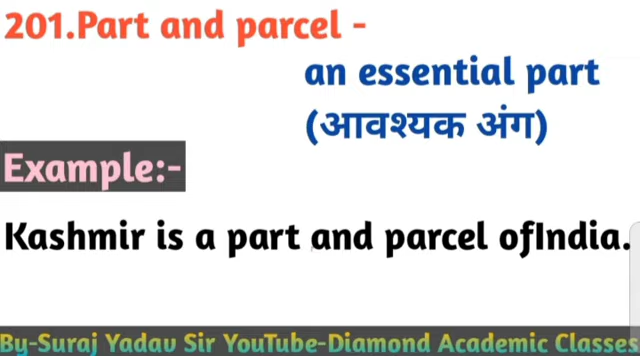 201.Part and parcel -
an essential part
(आवश्यक अंग)
Example:-
Kashmir is a part and parcel ofIndia.
By-Suraj Yadav Sir YouTube-Diamond Academic Classes